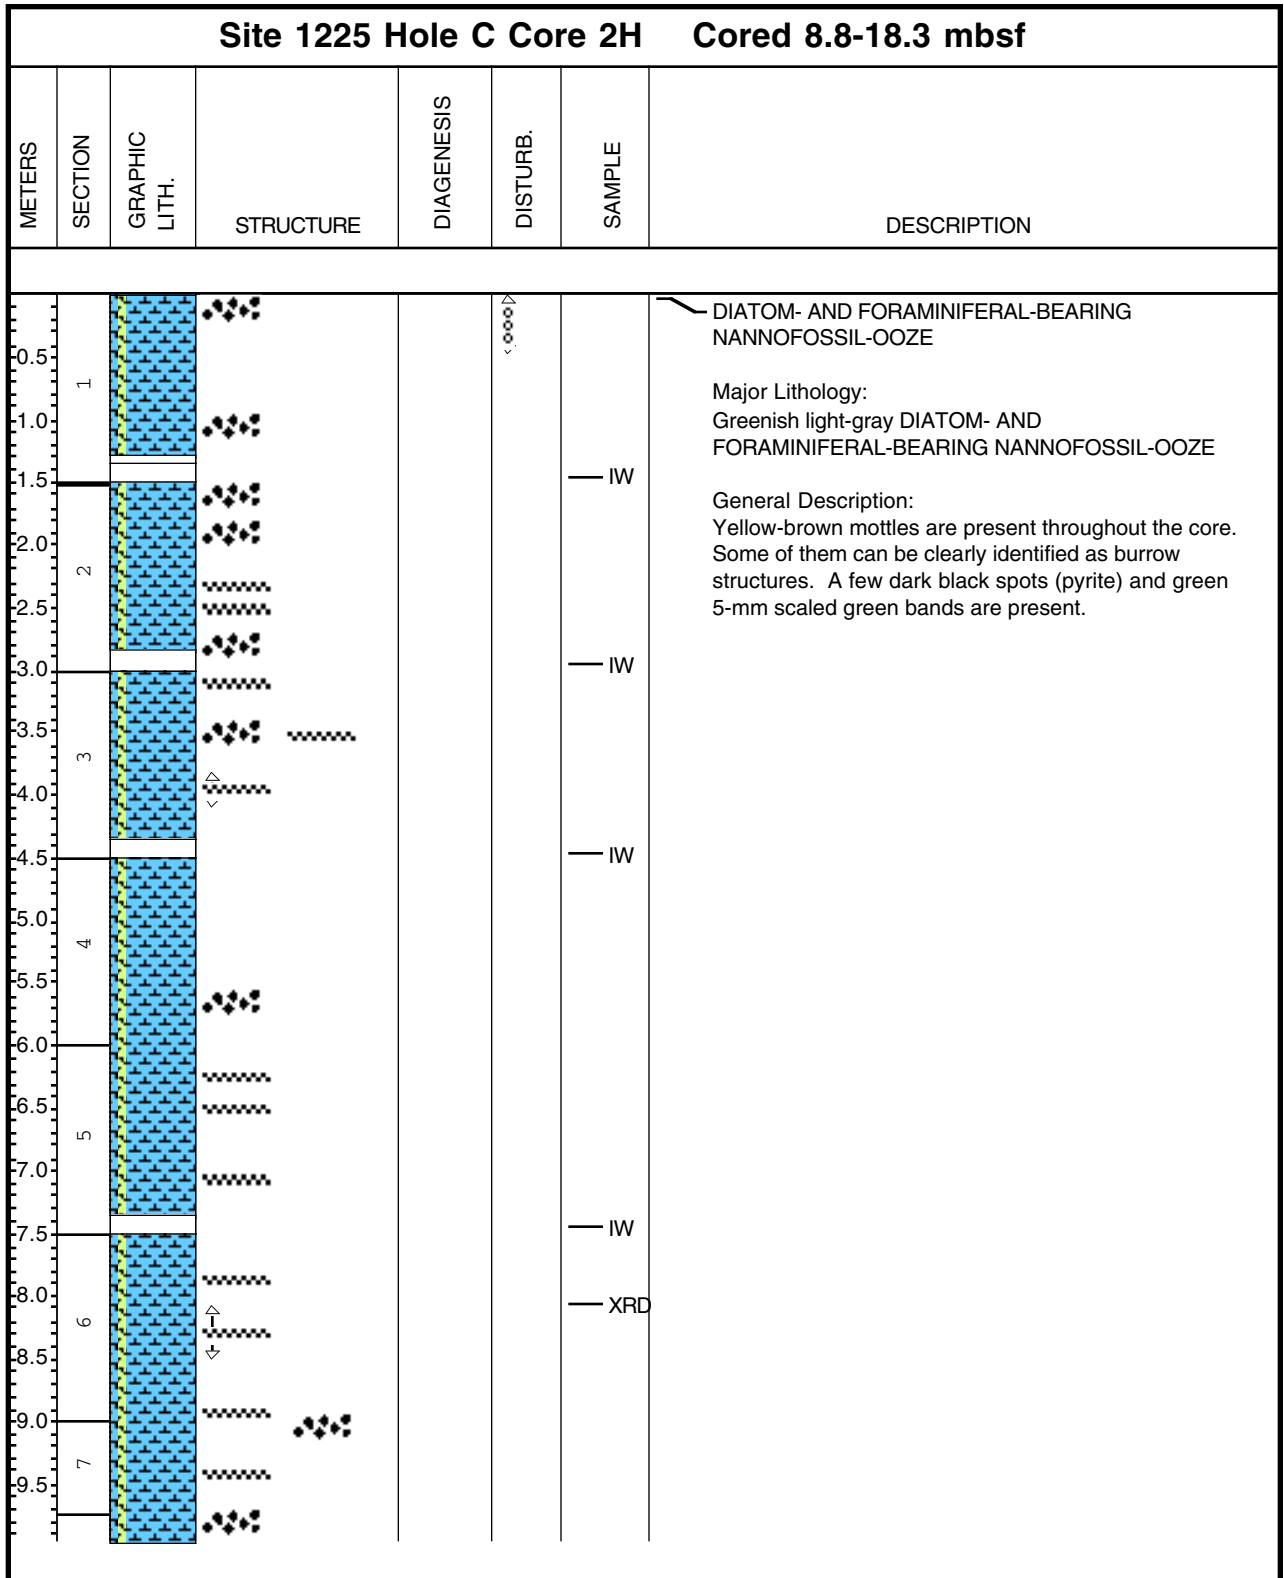 Site 1225 Hole C Core 2H Cored 8.8-18.3 mbsf
METERS
SECTION
GRAPHIC
LITH.
STRUCTURE
DIAGENESIS
DISTURB.
SAMPLE
DESCRIPTION
DIATOM- AND FORAMINIFERAL-BEARING
NANNOFOSSIL-OOZE
0.5
1
Major Lithology:
1.0
Greenish light-gray DIATOM- AND
FORAMINIFERAL-BEARING NANNOFOSSIL-OOZE
1.5
IW
General Description:
Yellow-brown mottles are present throughout the core.
2.0
Some of them can be clearly identified as burrow
2
structures. A few dark black spots (pyrite) and green
2.5
5-mm scaled green bands are present.
3.0
IW
3.5
3
4.0
4.5
IW
5.0
4
5.5
6.0
6.5
5
7.0
7.5
IW
8.0
XRD
6
8.5
9.0
7
9.5